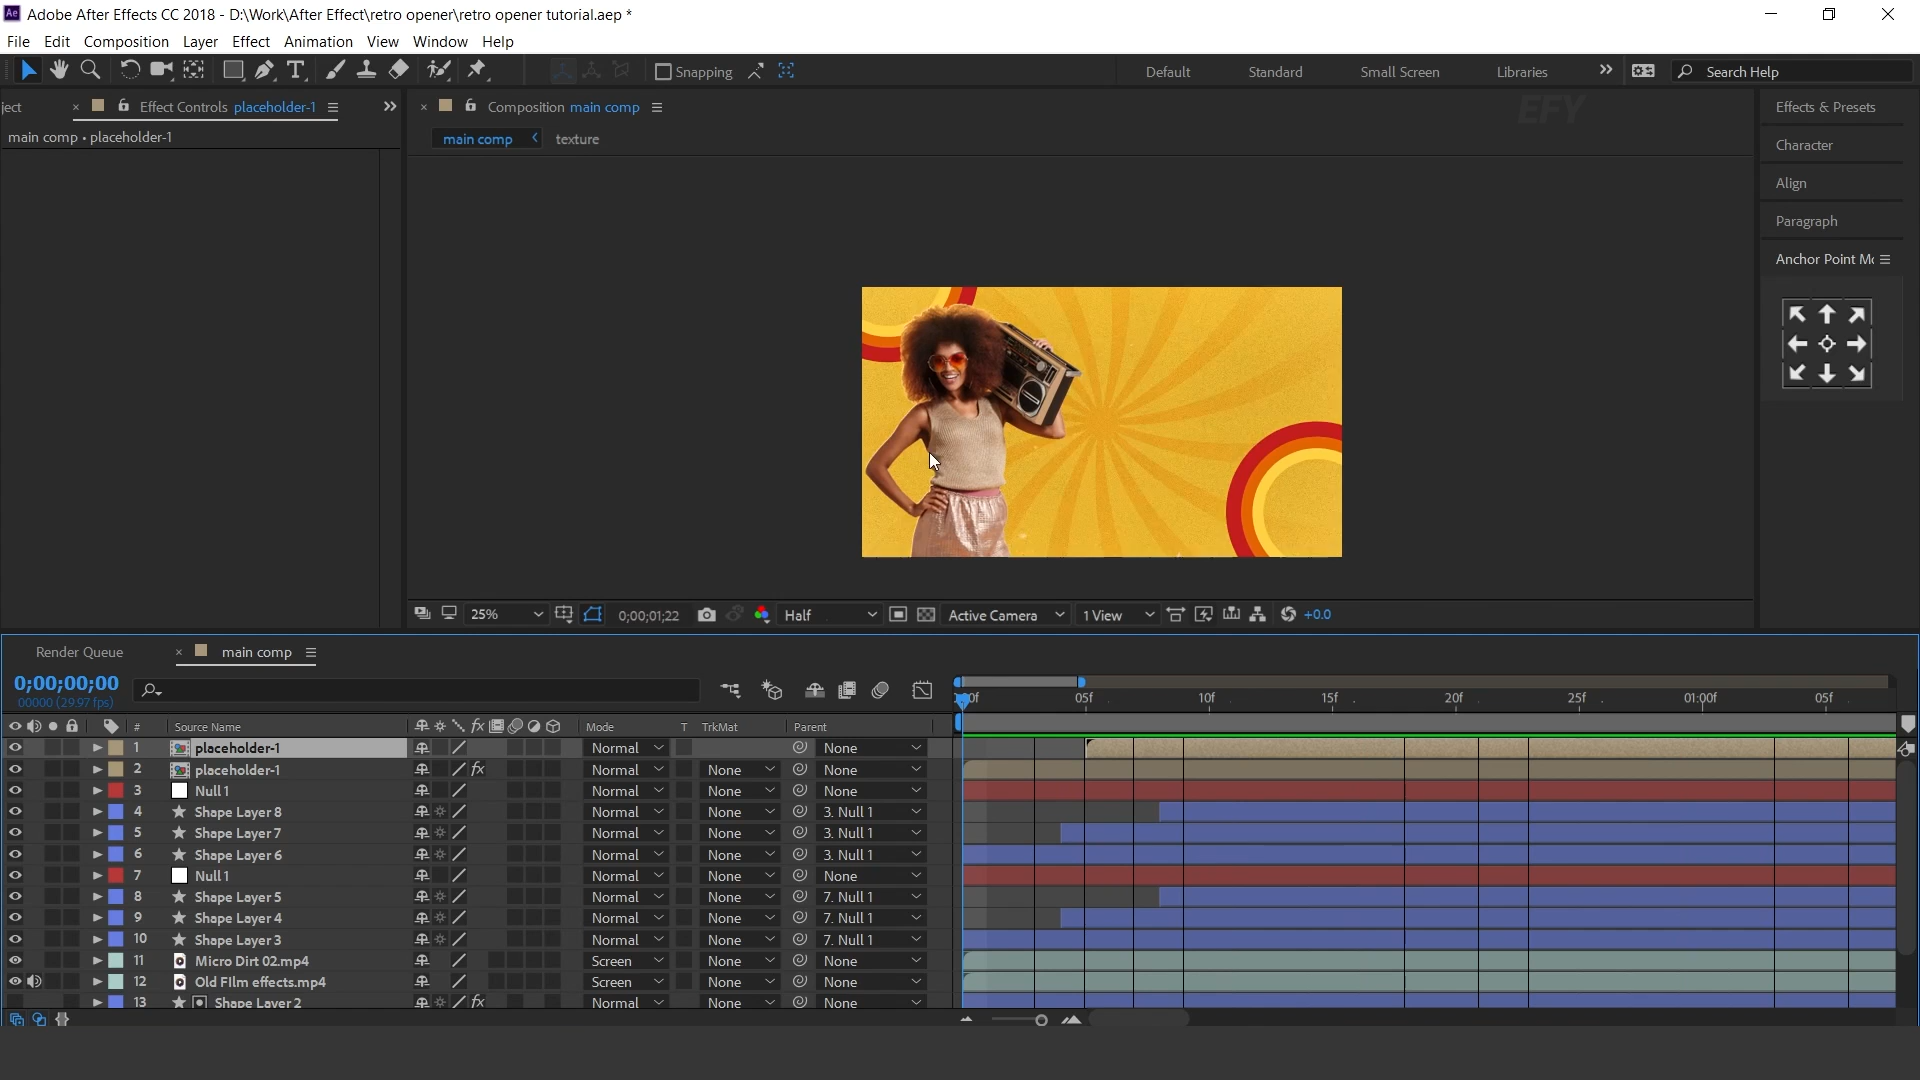 Ae Adobe After Effects CC 2018 - D:\Work\After Effect\retro opener\retro opener tutorial.aep *
File Edit Composition Layer Effect Animation View Window Help
Snapping Default Standard Small Screen Libraries Search Help
ject Effect Controls placeholder-1
Composition main comp
EFY
Effects & Presets
main comp • placeholder-1
main comp texture
Character
Align
Paragraph
Anchor Point Mo
25% 0;00;01;22 Half Active Camera 1 View +0.0
Render Queue main comp
0;00;00;00
00000 (29.97 fps)
05f 10f 15f 20f 25f 01:00f 05f
# Source Name fx Mode T TrkMat Parent
1 placeholder-1 Normal None
2 placeholder-1 fx Normal None None
3 Null 1 Normal None None
4 Shape Layer 8 Normal None 3. Null 1
5 Shape Layer 7 Normal None 3. Null 1
6 Shape Layer 6 Normal None 3. Null 1
7 Null 1 Normal None None
8 Shape Layer 5 Normal None 7. Null 1
9 Shape Layer 4 Normal None 7. Null 1
10 Shape Layer 3 Normal None 7. Null 1
11 Micro Dirt 02.mp4 Screen None None
12 Old FIlm effects.mp4 Screen None None
13 Shape Layer 2 fx Normal None None